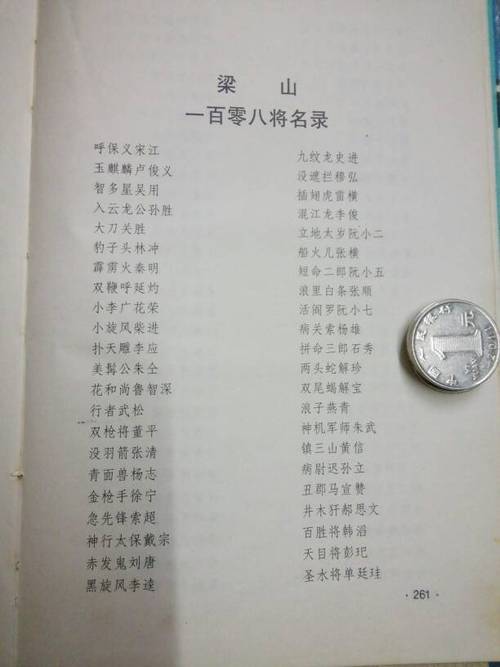 梁 山
一百零八将名录
呼保义宋江
玉麒麟卢俊义
智多星吴用
入云龙公孙胜
大刀关胜
豹子头林冲
霹雳火秦明
双鞭呼延灼
小李广花荣
小旋风柴进
扑天雕李应
美髯公朱仝
花和尚鲁智深
行者武松
双枪将董平
没羽箭张清
青面兽杨志
金枪手徐宁
急先锋索超
神行太保戴宗
赤发鬼刘唐
黑旋风李逵
九纹龙史进
没遮拦穆弘
插翅虎雷横
混江龙李俊
立地太岁阮小二
船火儿张横
短命二郎阮小五
浪里白条张顺
活阎罗阮小七
病关索杨雄
拼命三郎石秀
两头蛇解珍
双尾蝎解宝
浪子燕青
神机军师朱武
镇三山黄信
病尉迟孙立
丑郡马宣赞
井木犴郝思文
百胜将韩滔
天目将彭玘
圣水将单廷珪
·261·
1元